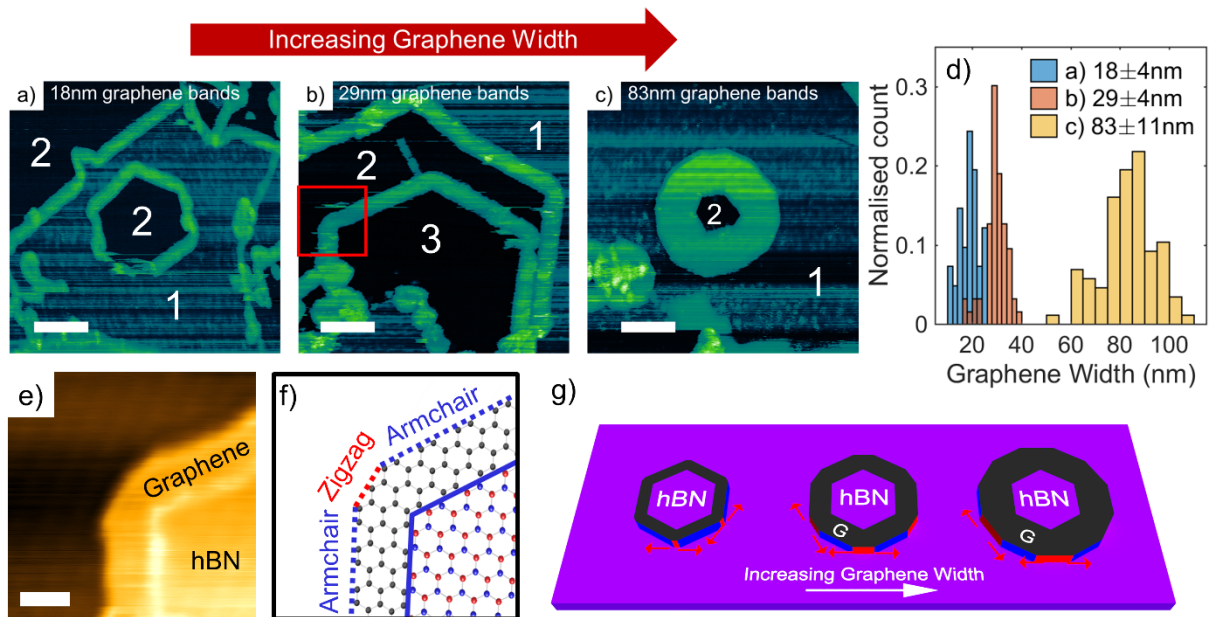 Increasing Graphene Width
a) 18nm graphene bands
2
2
1
b) 29nm graphene bands
1
2
3
c) 83nm graphene bands
2
1
d)
a) 18±4nm
b) 29±4nm
c) 83±11nm
Normalised count
0.3
0.2
0.1
0
20 40 60 80 100
Graphene Width (nm)
e)
Graphene
hBN
f)
Armchair
Zigzag
Armchair
g)
hBN
G
hBN
G
hBN
Increasing Graphene Width